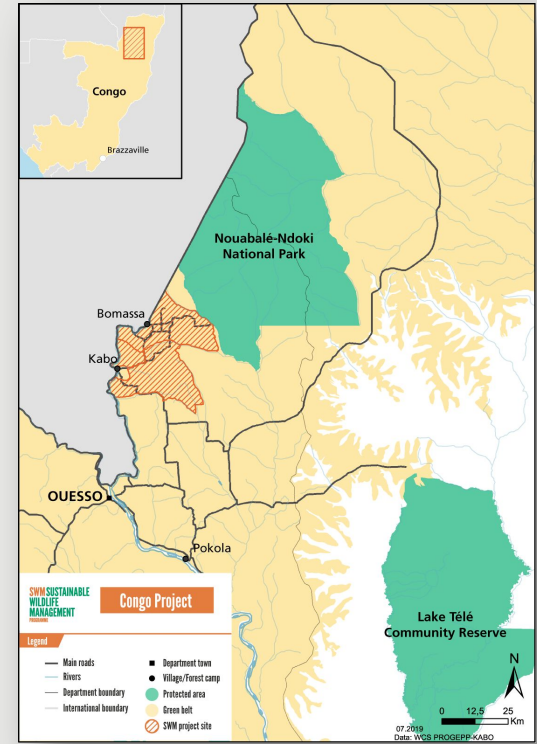 Congo
Brazzaville
Nouabalé-Ndoki
National Park
Bomassa
Kabo
OUESSO
Pokola
SWM SUSTAINABLE
WILDLIFE
MANAGEMENT
PROGRAMME
Congo Project
Lake Télé
Community Reserve
Legend
Main roads
Rivers
Department boundary
International boundary
Department town
Village/Forest camp
Protected area
Green belt
SWM project site
N
0 12,5 25
Km
07.2019
Data: WCS PROGEPP-KABO